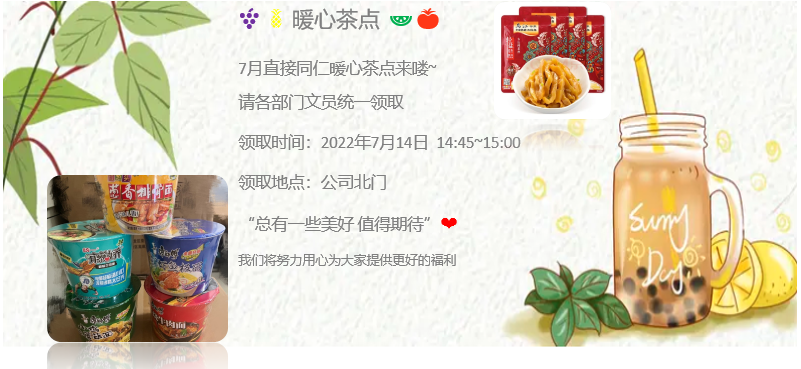 暖心茶点
7月直接同仁暖心茶点来喽~
请各部门文员统一领取
领取时间：2022年7月14日 14:45~15:00
领取地点：公司北门
“总有一些美好 值得期待”
我们将努力用心为大家提供更好的福利
Sunny
Day